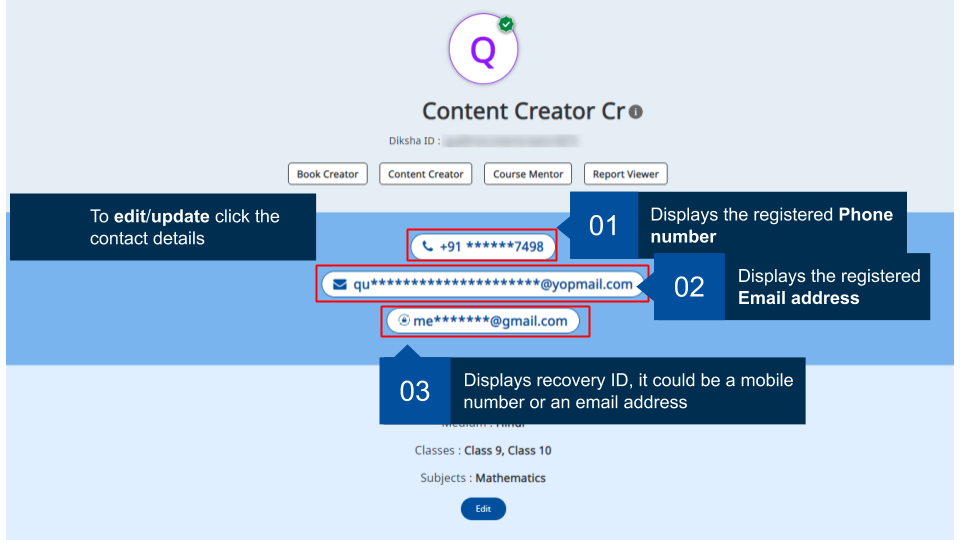 Q
Content Creator Cr
Diksha ID :
Book Creator
Content Creator
Course Mentor
Report Viewer
To edit/update click the
contact details
01
Displays the registered Phone
number
+91 ******7498
02
Displays the registered
Email address
qu*********************@yopmail.com
me*******@gmail.com
03
Displays recovery ID, it could be a mobile
number or an email address
Medium : Hindi
Classes : Class 9, Class 10
Subjects : Mathematics
Edit